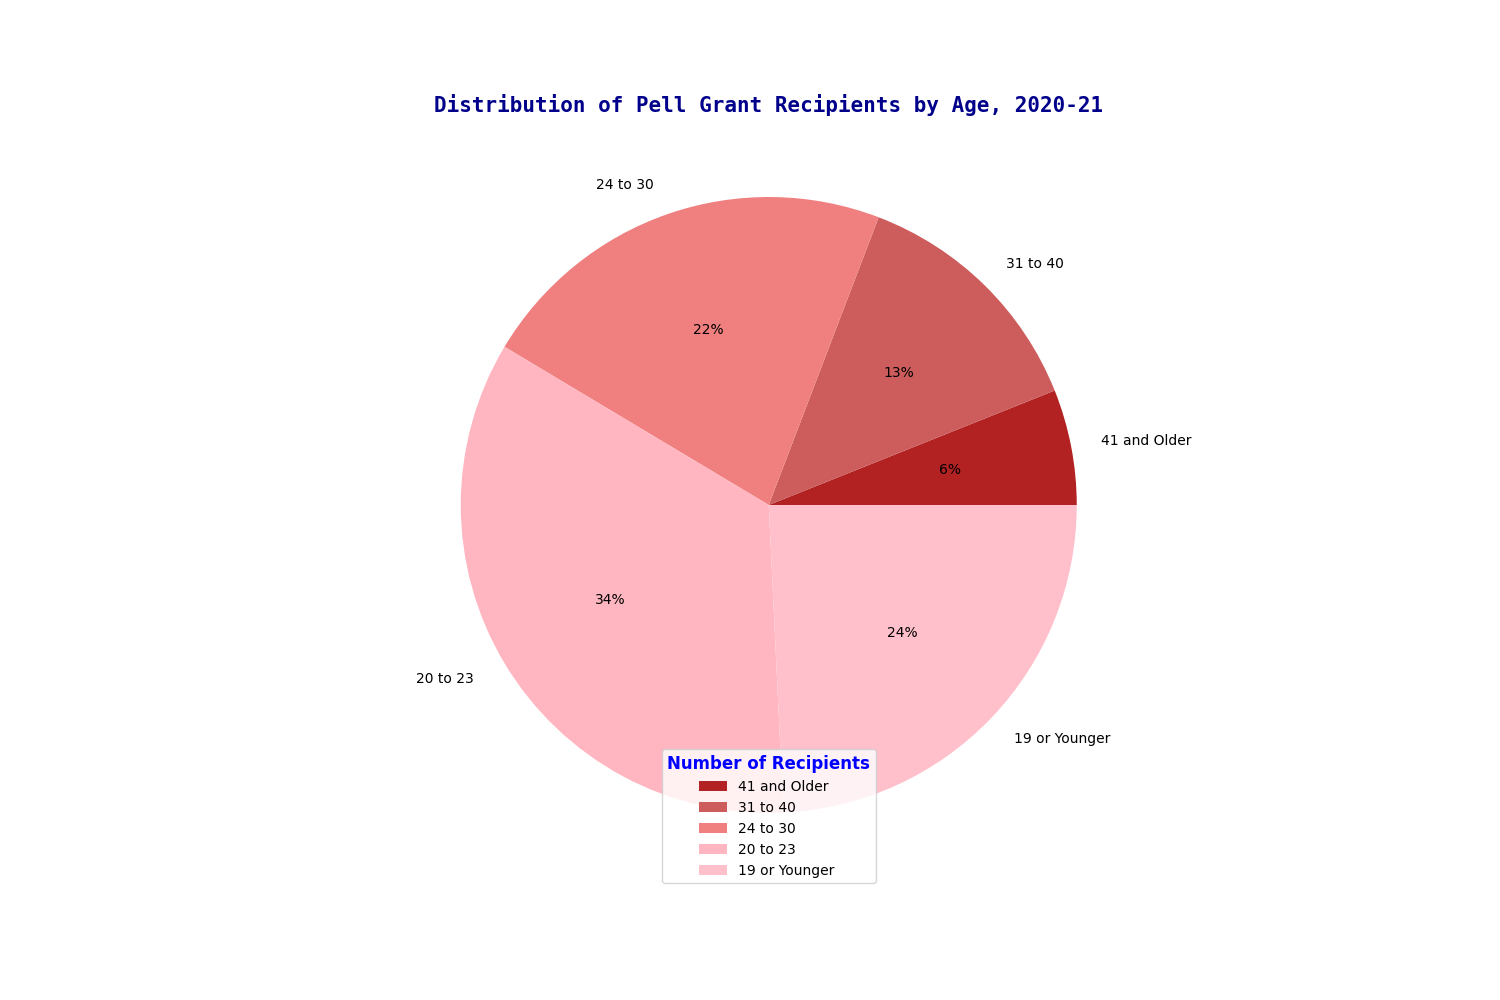 Distribution of Pell Grant Recipients by Age, 2020-21
24 to 30
31 to 40
22%
13%
41 and Older
6%
34%
24%
20 to 23
19 or Younger
Number of Recipients
41 and Older
31 to 40
24 to 30
20 to 23
19 or Younger